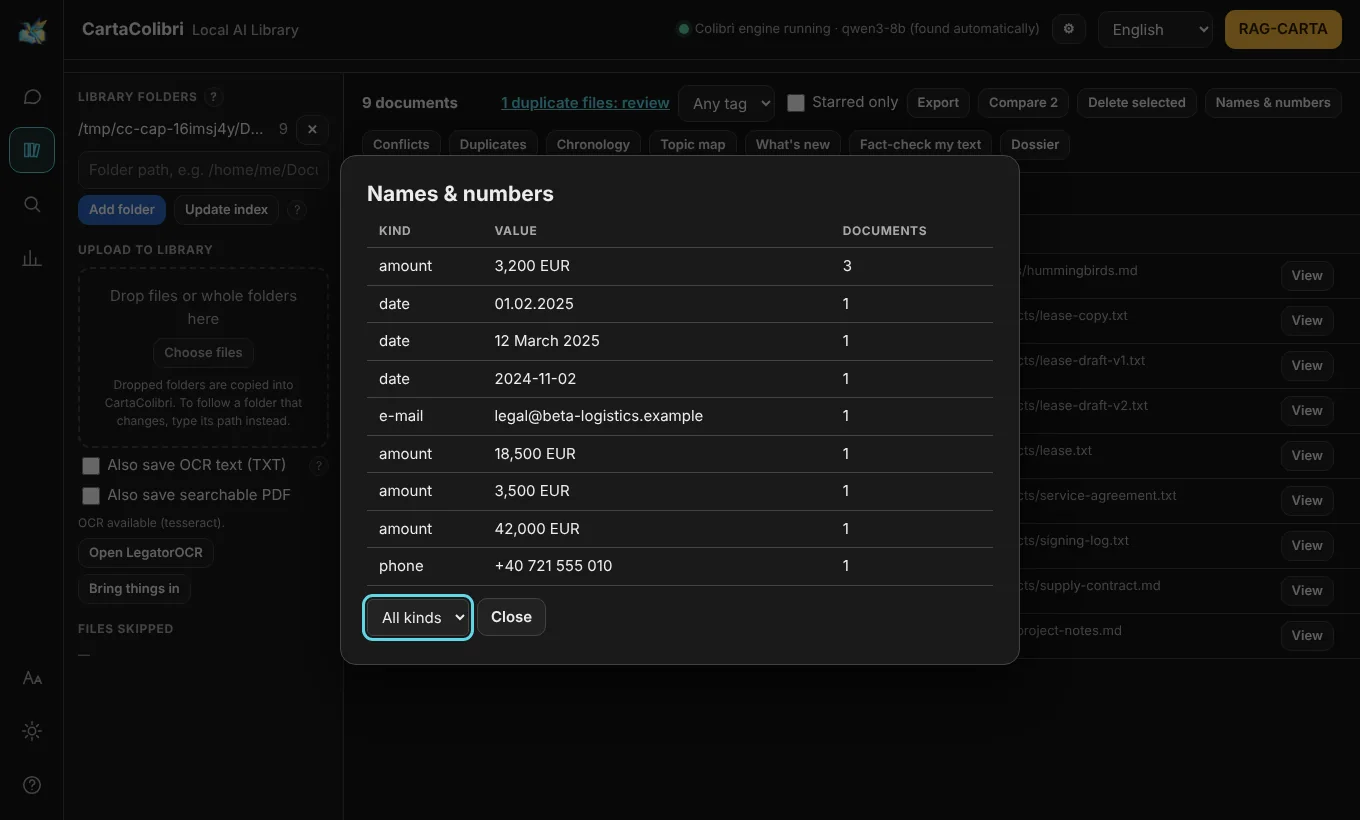 CartaColibri Local AI Library
Colibri engine running · qwen3-8b (found automatically)
⚙
English
RAG-CARTA
LIBRARY FOLDERS ?
/tmp/cc-cap-16imsj4y/D... 9 ✕
Folder path, e.g. /home/me/Docu
Add folder
Update index
?
UPLOAD TO LIBRARY
Drop files or whole folders
here
Choose files
Dropped folders are copied into
CartaColibri. To follow a folder that
changes, type its path instead.
Also save OCR text (TXT) ?
Also save searchable PDF
OCR available (tesseract).
Open LegatorOCR
Bring things in
FILES SKIPPED
—
9 documents
1 duplicate files: review
Any tag
Starred only
Export
Compare 2
Delete selected
Names & numbers
Conflicts
Duplicates
Chronology
Topic map
What's new
Fact-check my text
Dossier
Names & numbers
KIND VALUE DOCUMENTS
amount 3,200 EUR 3
date 01.02.2025 1
date 12 March 2025 1
date 2024-11-02 1
e-mail legal@beta-logistics.example 1
amount 18,500 EUR 1
amount 3,500 EUR 1
amount 42,000 EUR 1
phone +40 721 555 010 1
All kinds
Close
s/hummingbirds.md View
cts/lease-copy.txt View
cts/lease-draft-v1.txt View
cts/lease-draft-v2.txt View
cts/lease.txt View
cts/service-agreement.txt View
cts/signing-log.txt View
cts/supply-contract.md View
project-notes.md View
AA
?